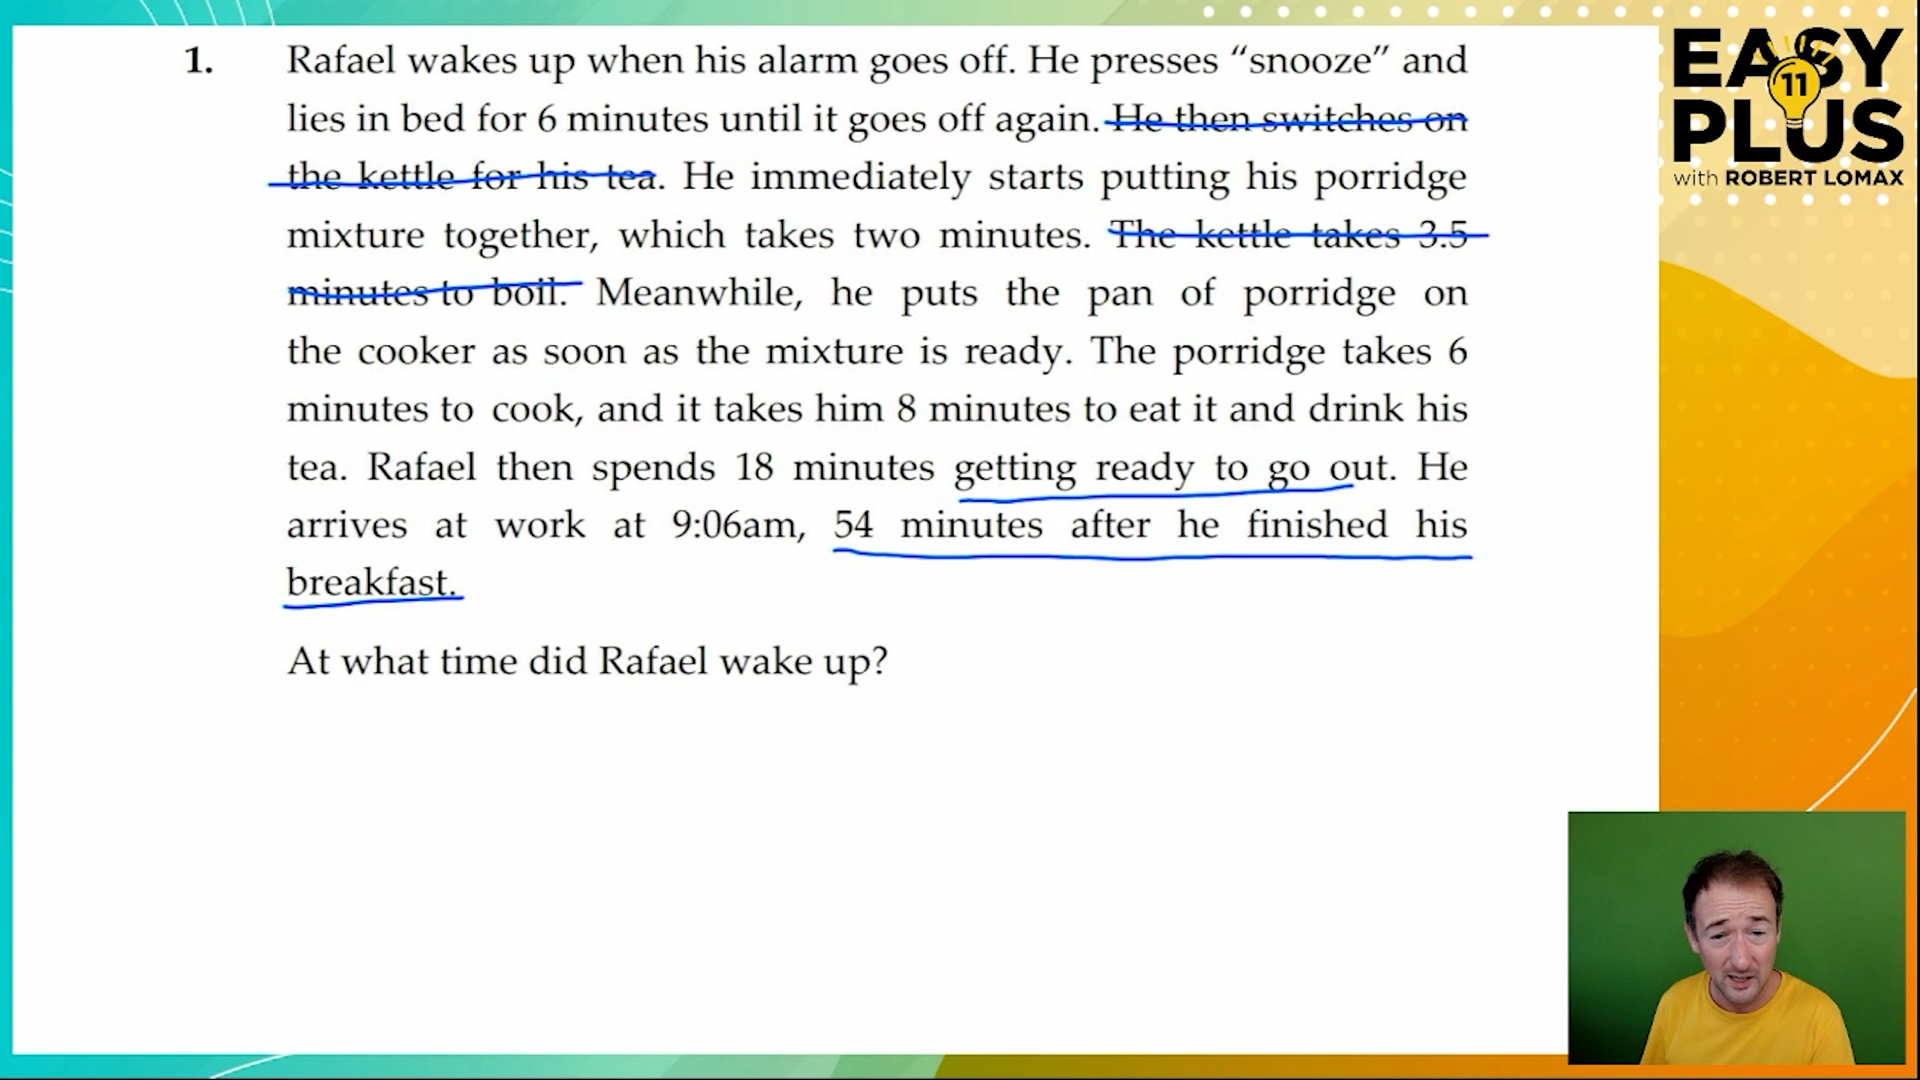 1. Rafael wakes up when his alarm goes off. He presses “snooze” and
lies in bed for 6 minutes until it goes off again. He then switches on
the kettle for his tea. He immediately starts putting his porridge
mixture together, which takes two minutes. The kettle takes 3.5
minutes to boil. Meanwhile, he puts the pan of porridge on
the cooker as soon as the mixture is ready. The porridge takes 6
minutes to cook, and it takes him 8 minutes to eat it and drink his
tea. Rafael then spends 18 minutes getting ready to go out. He
arrives at work at 9:06am, 54 minutes after he finished his
breakfast.
At what time did Rafael wake up?
EASY
11
PLUS
with ROBERT LOMAX